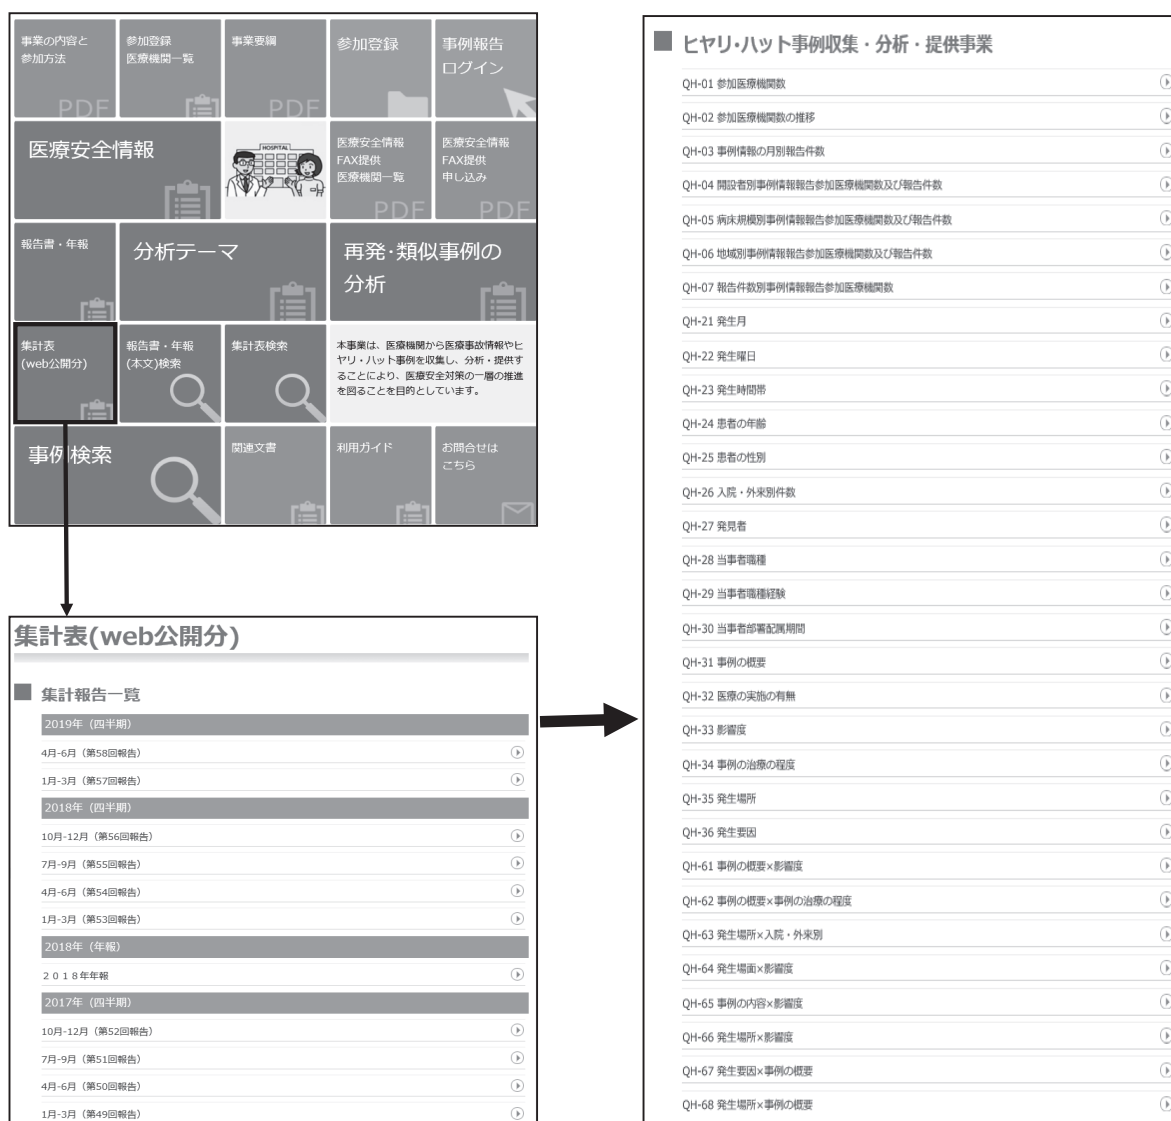 事業の内容と
参加方法
PDF
参加登録
医療機関一覧
事業要綱
PDF
参加登録
事例報告
ログイン
医療安全情報
HOSPITAL
医療安全情報
FAX提供
医療機関一覧
PDF
医療安全情報
FAX提供
申し込み
PDF
報告書・年報
分析テーマ
再発・類似事例の
分析
集計表
(web公開分)
報告書・年報
(本文)検索
集計表検索
本事業は、医療機関から医療事故情報やヒ
ヤリ・ハット事例を収集し、分析・提供す
ることにより、医療安全対策の一層の推進
を図ることを目的としています。
事例検索
関連文書
利用ガイド
お問合せは
こちら
集計表(web公開分)
集計報告一覧
2019年（四半期）
4月-6月（第58回報告）
1月-3月（第57回報告）
2018年（四半期）
10月-12月（第56回報告）
7月-9月（第55回報告）
4月-6月（第54回報告）
1月-3月（第53回報告）
2018年（年報）
２０１８年年報
2017年（四半期）
10月-12月（第52回報告）
7月-9月（第51回報告）
4月-6月（第50回報告）
1月-3月（第49回報告）
ヒヤリ・ハット事例収集・分析・提供事業
QH-01 参加医療機関数
QH-02 参加医療機関数の推移
QH-03 事例情報の月別報告件数
QH-04 開設者別事例情報報告参加医療機関数及び報告件数
QH-05 病床規模別事例情報報告参加医療機関数及び報告件数
QH-06 地域別事例情報報告参加医療機関数及び報告件数
QH-07 報告件数別事例情報報告参加医療機関数
QH-21 発生月
QH-22 発生曜日
QH-23 発生時間帯
QH-24 患者の年齢
QH-25 患者の性別
QH-26 入院・外来別件数
QH-27 発見者
QH-28 当事者職種
QH-29 当事者職種経験
QH-30 当事者部署配属期間
QH-31 事例の概要
QH-32 医療の実施の有無
QH-33 影響度
QH-34 事例の治療の程度
QH-35 発生場所
QH-36 発生要因
QH-61 事例の概要×影響度
QH-62 事例の概要×事例の治療の程度
QH-63 発生場所×入院・外来別
QH-64 発生場面×影響度
QH-65 事例の内容×影響度
QH-66 発生場所×影響度
QH-67 発生要因×事例の概要
QH-68 発生場所×事例の概要